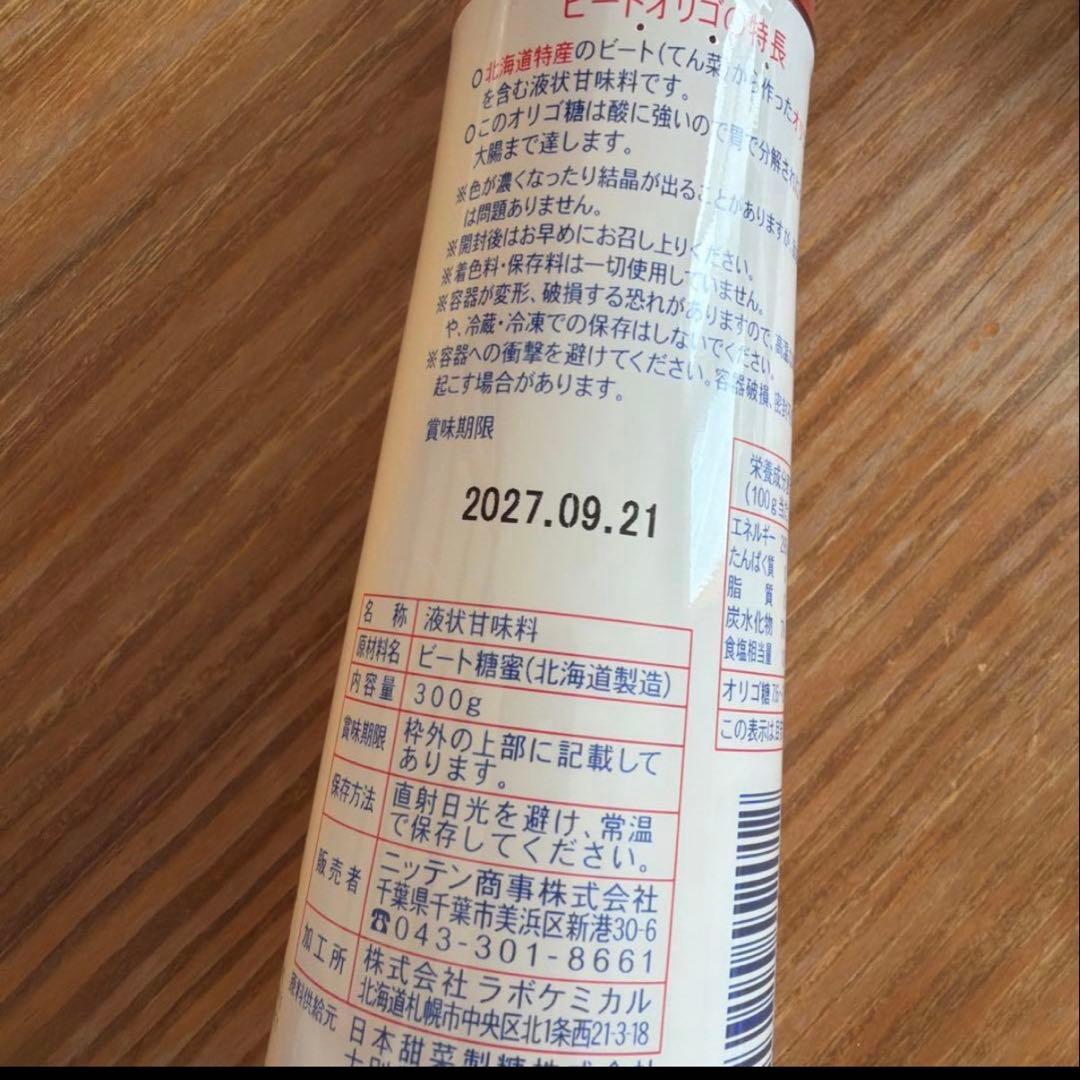 ビートオリゴの特長
○北海道特産のビート(てん菜)から作ったオリ
を含む液状甘味料です。
○このオリゴ糖は酸に強いので胃で分解され
大腸まで達します。
※色が濃くなったり結晶が出ることがありますが
は問題ありません。
※開封後はお早めにお召し上りください。
※着色料・保存料は一切使用していません。
※容器が変形、破損する恐れがありますので、高温
や、冷蔵・冷凍での保存はしないでください。
※容器への衝撃を避けてください。容器破損、密封
起こす場合があります。
賞味期限
2027.09.21
名称 液状甘味料
原材料名 ビート糖蜜(北海道製造)
内容量 300g
賞味期限 枠外の上部に記載して
あります。
保存方法 直射日光を避け、常温
で保存してください。
販売者 ニッテン商事株式会社
千葉県千葉市美浜区新港30-6
☎043-301-8661
加工所 株式会社 ラボケミカル
北海道札幌市中央区北1条西21-3-18
原料供給元 日本甜菜製糖株式会社
栄養成分
(100g当
エネルギー
たんぱく質
脂質
炭水化物
食塩相当量
オリゴ糖
この表示は、目